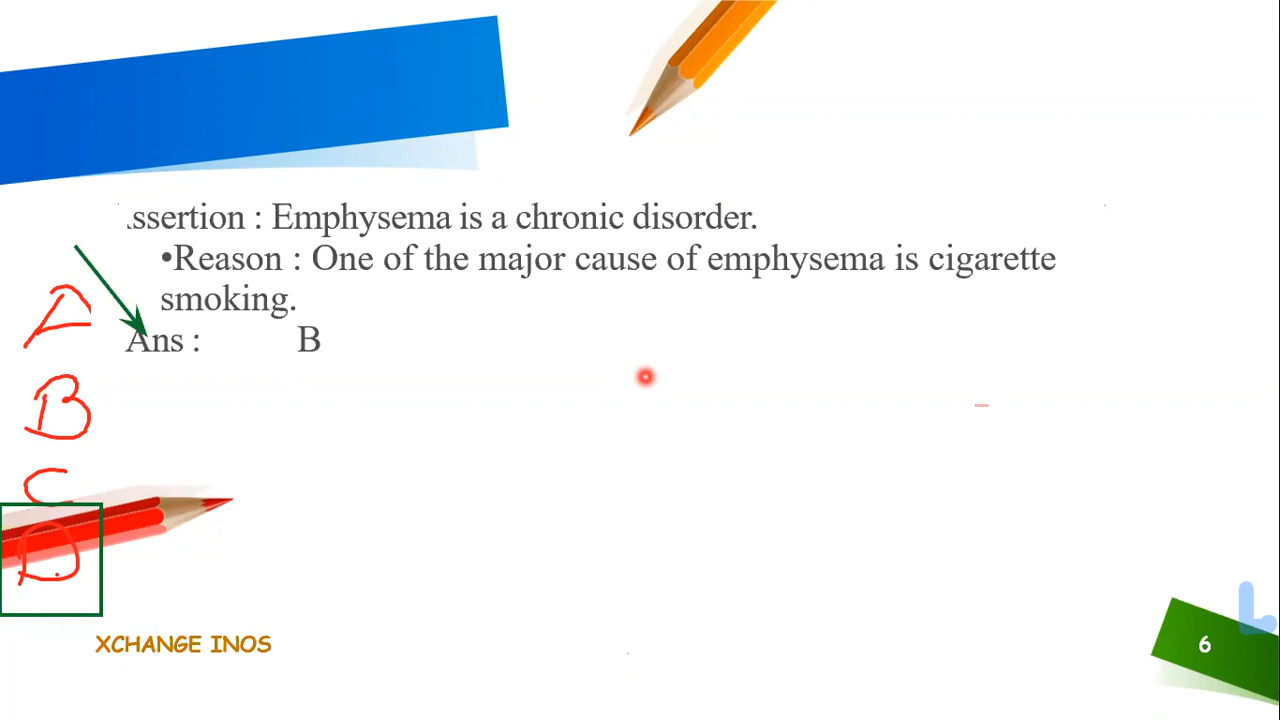 ssertion : Emphysema is a chronic disorder.
•Reason : One of the major cause of emphysema is cigarette
smoking.
Ans : B
A
B
C
D
XCHANGE INOS
6